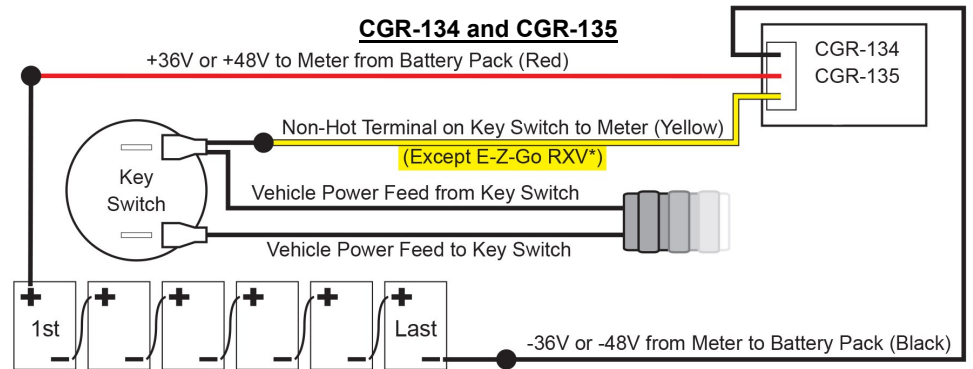 CGR-134 and CGR-135
+36V or +48V to Meter from Battery Pack (Red)
CGR-134
CGR-135
Non-Hot Terminal on Key Switch to Meter (Yellow)
(Except E-Z-Go RXV*)
Key
Switch
Vehicle Power Feed from Key Switch
Vehicle Power Feed to Key Switch
+ + + + + +
1st
Last
- - - - - -
-36V or -48V from Meter to Battery Pack (Black)